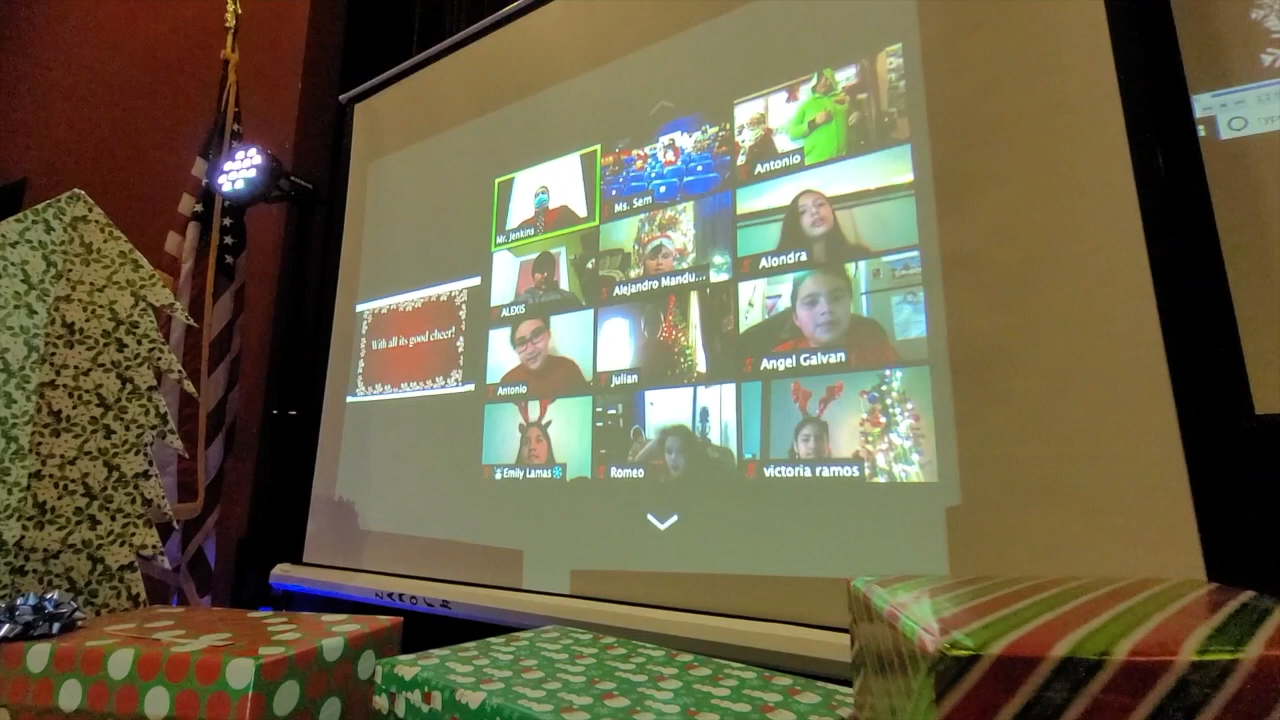 Antonio
Ms. Sem
Mr. Jenkins
Alondra
Alejandro Mandu...
ALEXIS
With all its good cheer!
Angel Galvan
Julian
Antonio
Emily Lamas
Romeo
victoria ramos